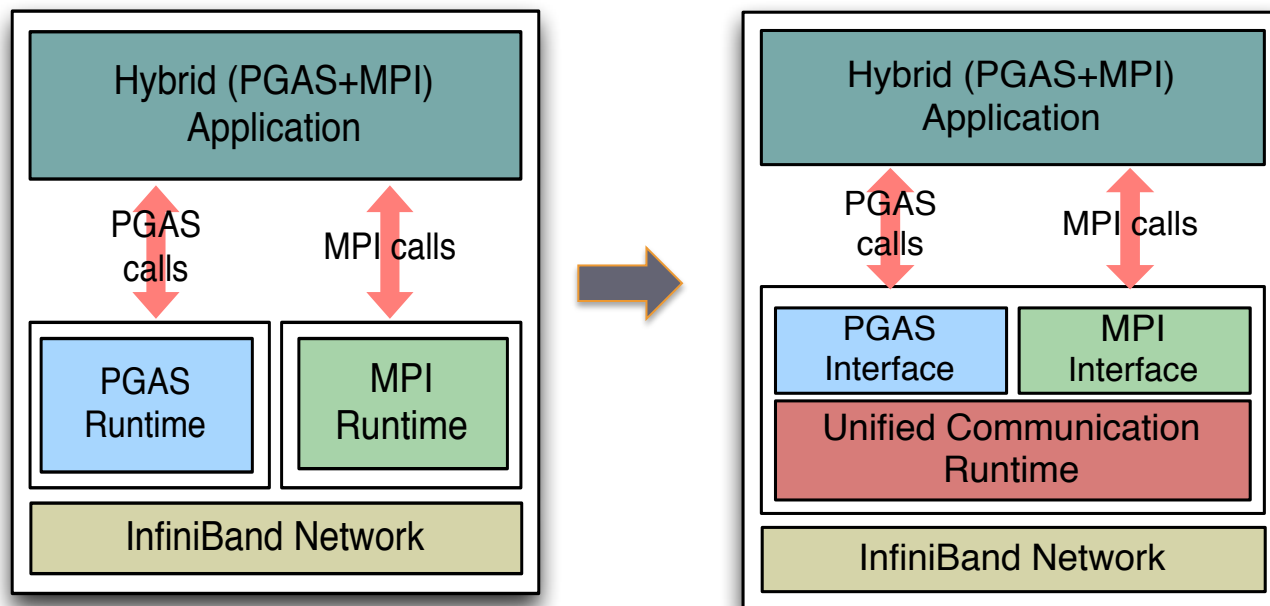 Hybrid (PGAS+MPI)
Application
PGAS
calls
MPI calls
PGAS
Runtime
MPI
Runtime
InfiniBand Network
Hybrid (PGAS+MPI)
Application
PGAS
calls
MPI calls
PGAS
Interface
MPI
Interface
Unified Communication
Runtime
InfiniBand Network